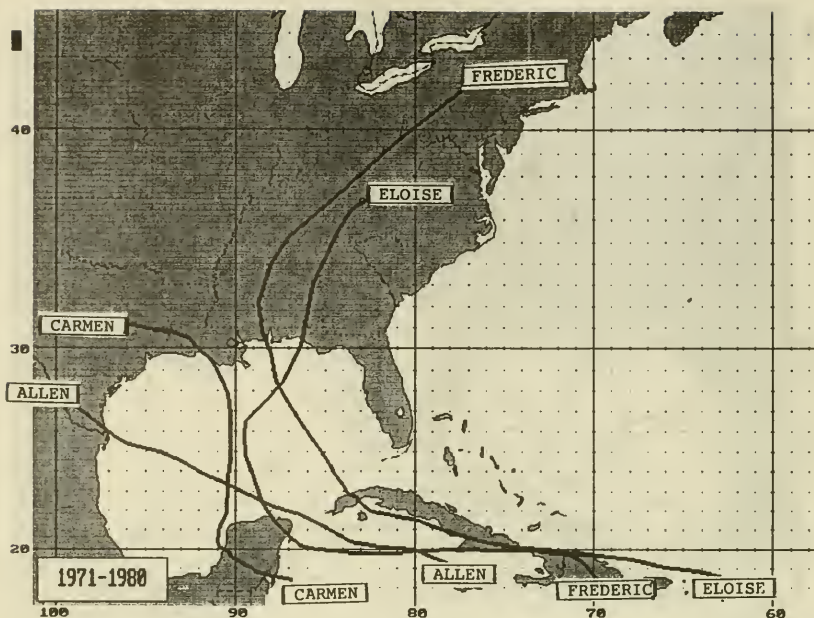 FREDERIC
40
ELOISE
CARMEN
30
ALLEN
20
1971-1980
ALLEN
CARMEN
FREDERIC
ELOISE
100
90
80
70
60